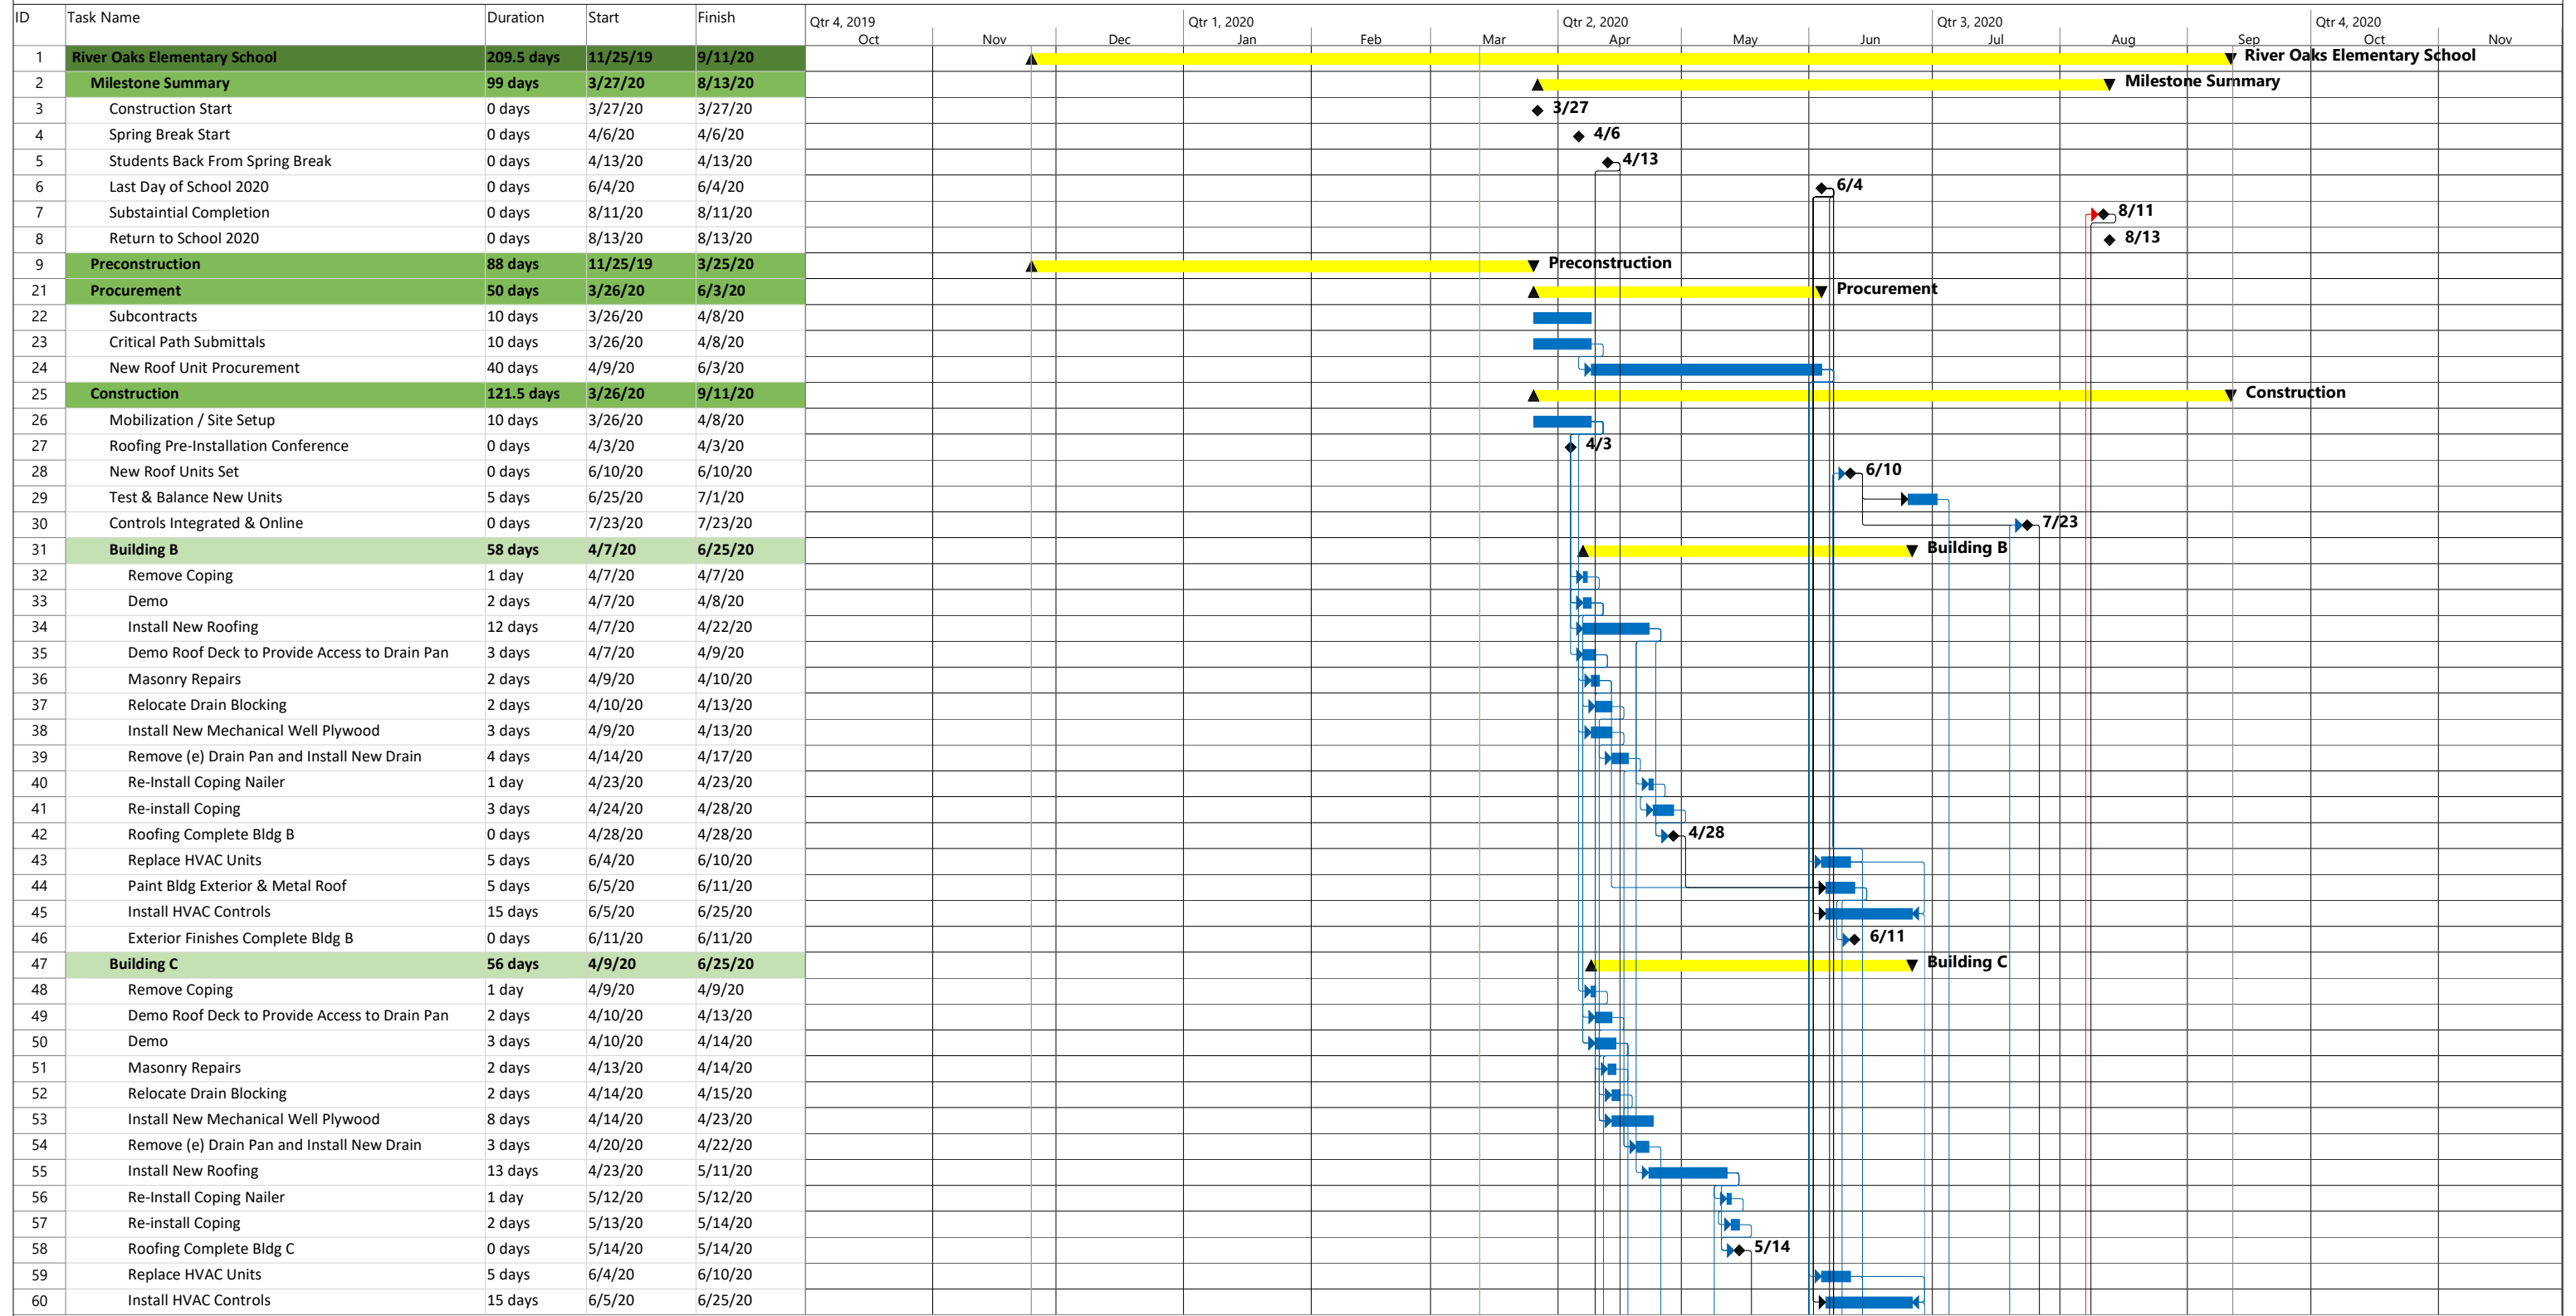 ID Task Name Duration Start Finish Qtr 4, 2019 Qtr 1, 2020 Qtr 2, 2020 Qtr 3, 2020 Qtr 4, 2020
Oct Nov Dec Jan Feb Mar Apr May Jun Jul Aug Sep Oct Nov
1 River Oaks Elementary School 209.5 days 11/25/19 9/11/20 River Oaks Elementary School
2 Milestone Summary 99 days 3/27/20 8/13/20 Milestone Summary
3 Construction Start 0 days 3/27/20 3/27/20 3/27
4 Spring Break Start 0 days 4/6/20 4/6/20 4/6
5 Students Back From Spring Break 0 days 4/13/20 4/13/20 4/13
6 Last Day of School 2020 0 days 6/4/20 6/4/20 6/4
7 Substaintial Completion 0 days 8/11/20 8/11/20 8/11
8 Return to School 2020 0 days 8/13/20 8/13/20 8/13
9 Preconstruction 88 days 11/25/19 3/25/20 Preconstruction
21 Procurement 50 days 3/26/20 6/3/20 Procurement
22 Subcontracts 10 days 3/26/20 4/8/20
23 Critical Path Submittals 10 days 3/26/20 4/8/20
24 New Roof Unit Procurement 40 days 4/9/20 6/3/20
25 Construction 121.5 days 3/26/20 9/11/20 Construction
26 Mobilization / Site Setup 10 days 3/26/20 4/8/20
27 Roofing Pre-Installation Conference 0 days 4/3/20 4/3/20 4/3
28 New Roof Units Set 0 days 6/10/20 6/10/20 6/10
29 Test & Balance New Units 5 days 6/25/20 7/1/20
30 Controls Integrated & Online 0 days 7/23/20 7/23/20 7/23
31 Building B 58 days 4/7/20 6/25/20 Building B
32 Remove Coping 1 day 4/7/20 4/7/20
33 Demo 2 days 4/7/20 4/8/20
34 Install New Roofing 12 days 4/7/20 4/22/20
35 Demo Roof Deck to Provide Access to Drain Pan 3 days 4/7/20 4/9/20
36 Masonry Repairs 2 days 4/9/20 4/10/20
37 Relocate Drain Blocking 2 days 4/10/20 4/13/20
38 Install New Mechanical Well Plywood 3 days 4/9/20 4/13/20
39 Remove (e) Drain Pan and Install New Drain 4 days 4/14/20 4/17/20
40 Re-Install Coping Nailer 1 day 4/23/20 4/23/20
41 Re-install Coping 3 days 4/24/20 4/28/20
42 Roofing Complete Bldg B 0 days 4/28/20 4/28/20 4/28
43 Replace HVAC Units 5 days 6/4/20 6/10/20
44 Paint Bldg Exterior & Metal Roof 5 days 6/5/20 6/11/20
45 Install HVAC Controls 15 days 6/5/20 6/25/20
46 Exterior Finishes Complete Bldg B 0 days 6/11/20 6/11/20 6/11
47 Building C 56 days 4/9/20 6/25/20 Building C
48 Remove Coping 1 day 4/9/20 4/9/20
49 Demo Roof Deck to Provide Access to Drain Pan 2 days 4/10/20 4/13/20
50 Demo 3 days 4/10/20 4/14/20
51 Masonry Repairs 2 days 4/13/20 4/14/20
52 Relocate Drain Blocking 2 days 4/14/20 4/15/20
53 Install New Mechanical Well Plywood 8 days 4/14/20 4/23/20
54 Remove (e) Drain Pan and Install New Drain 3 days 4/20/20 4/22/20
55 Install New Roofing 13 days 4/23/20 5/11/20
56 Re-Install Coping Nailer 1 day 5/12/20 5/12/20
57 Re-install Coping 2 days 5/13/20 5/14/20
58 Roofing Complete Bldg C 0 days 5/14/20 5/14/20 5/14
59 Replace HVAC Units 5 days 6/4/20 6/10/20
60 Install HVAC Controls 15 days 6/5/20 6/25/20